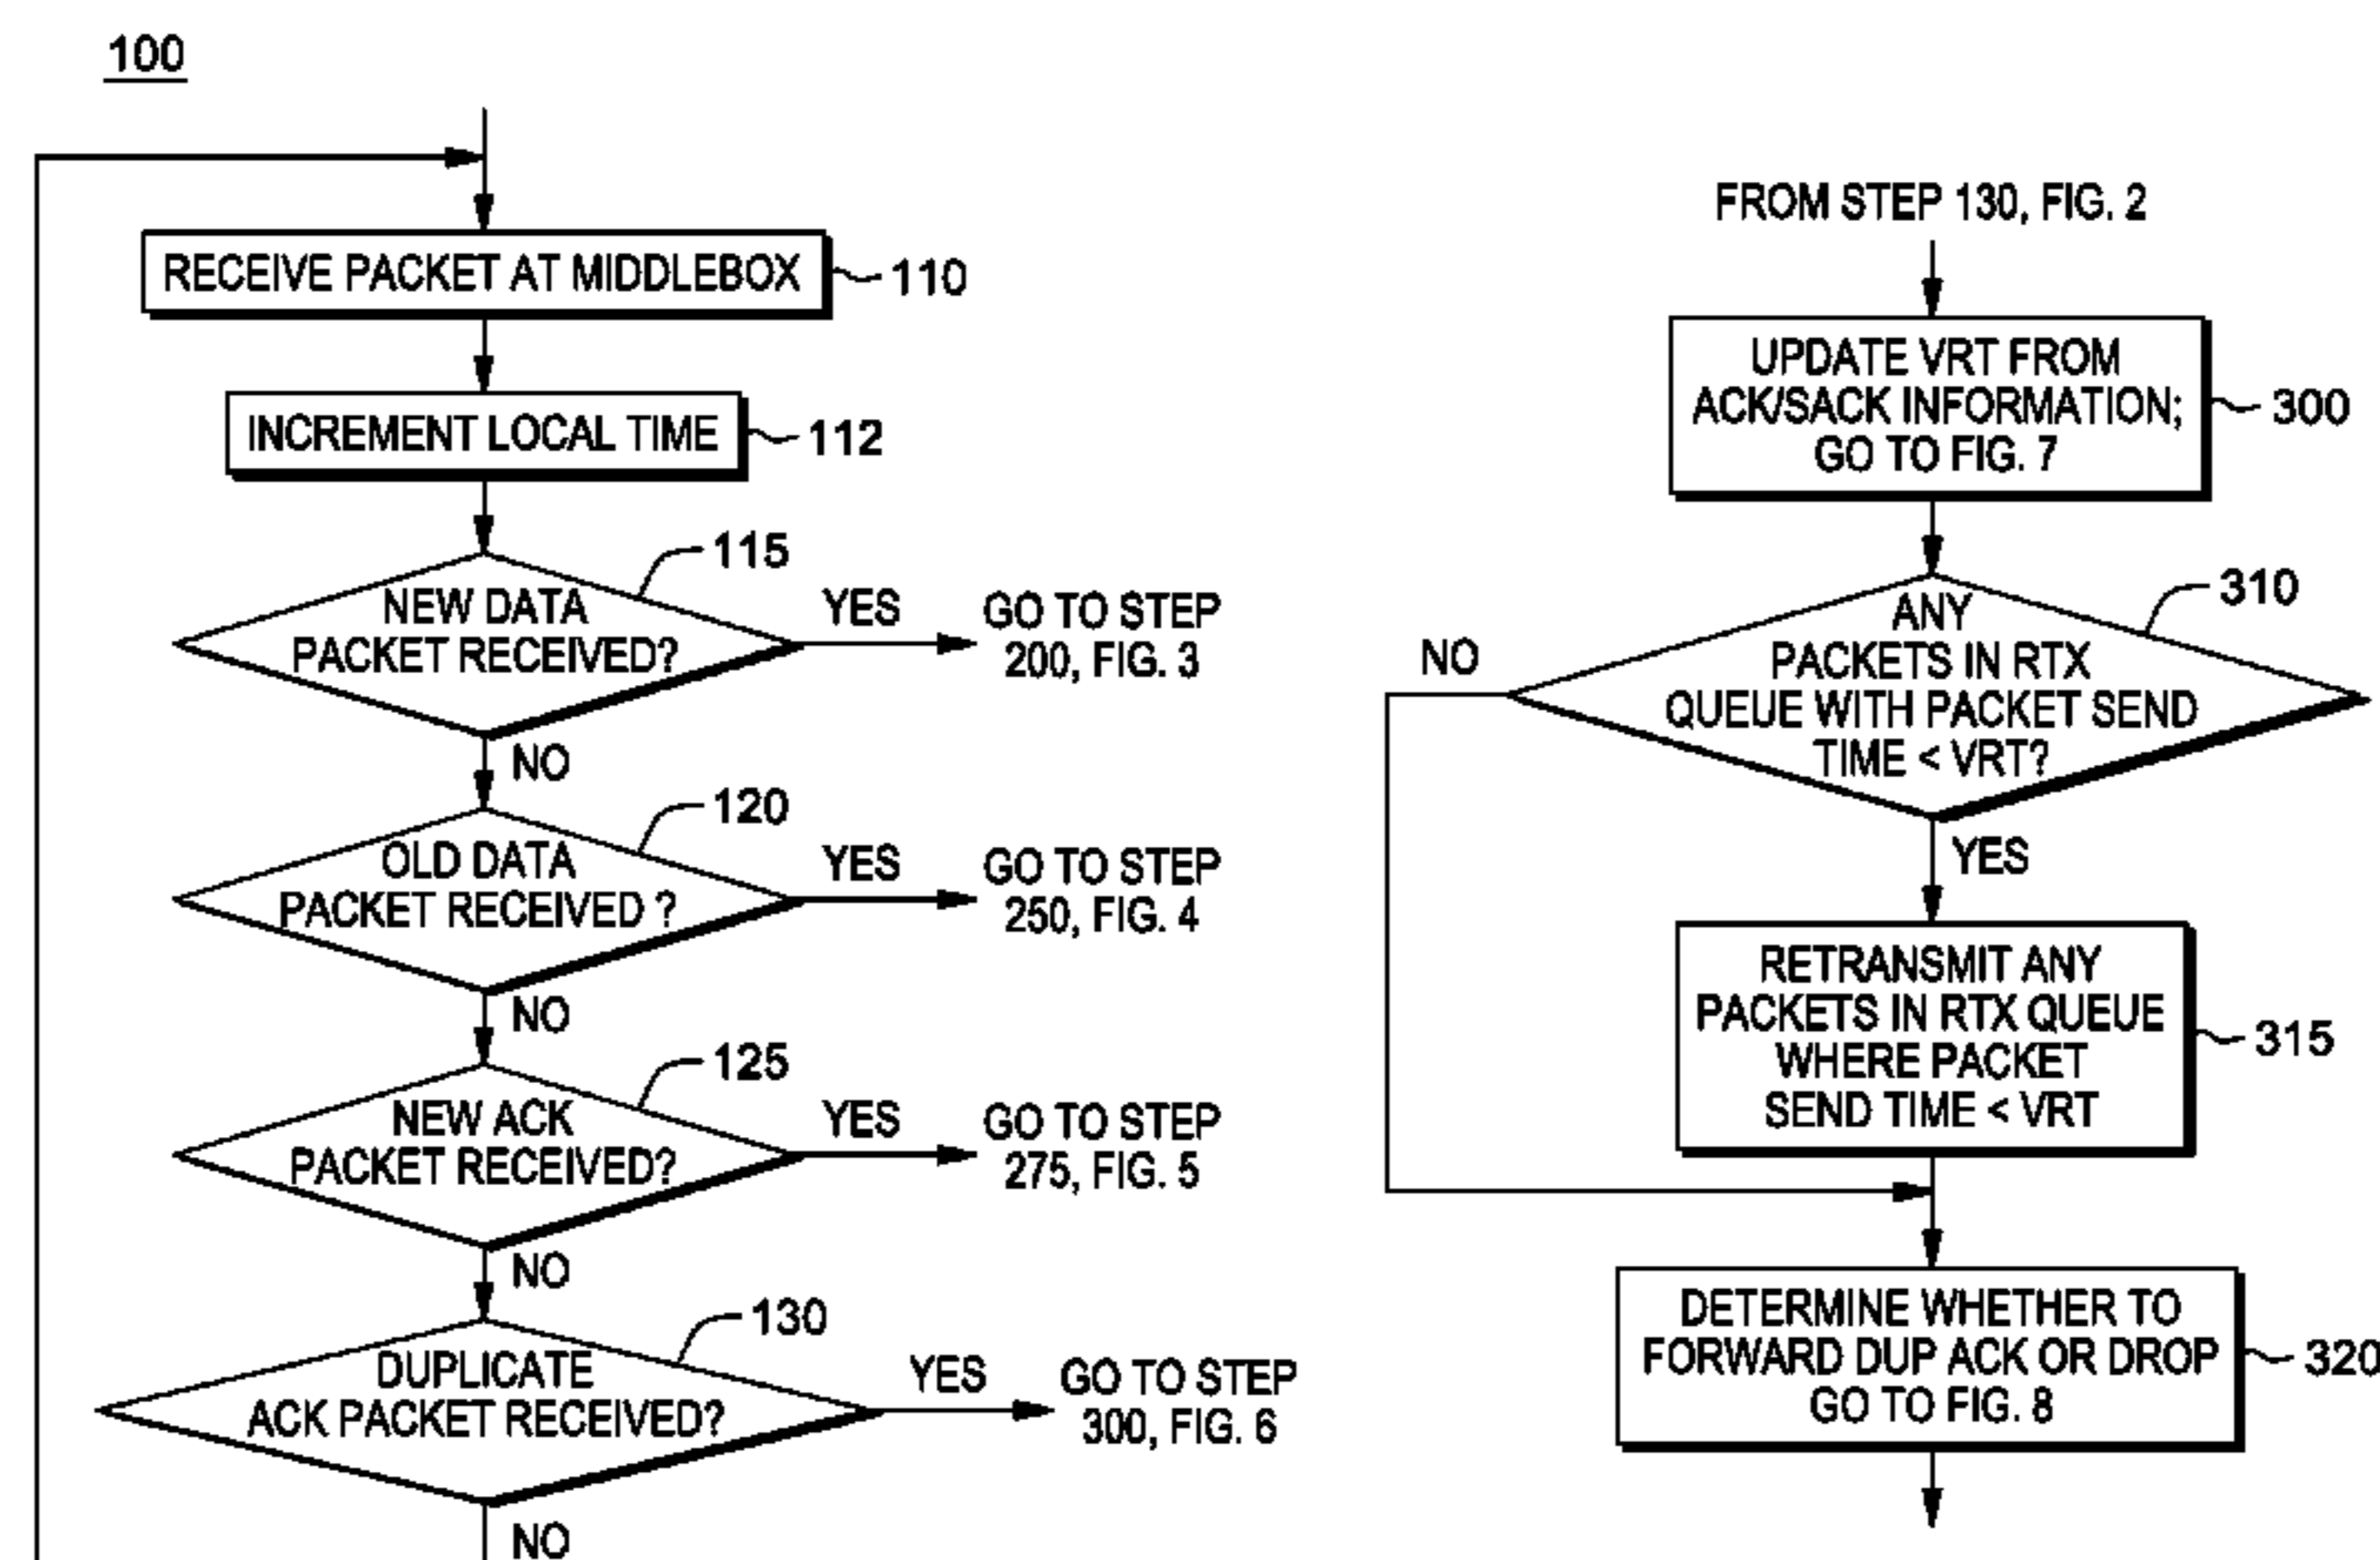 100
RECEIVE PACKET AT MIDDLEBOX
110
INCREMENT LOCAL TIME
112
115
NEW DATA
PACKET RECEIVED?
YES
GO TO STEP
200, FIG. 3
NO
120
OLD DATA
PACKET RECEIVED ?
YES
GO TO STEP
250, FIG. 4
NO
125
NEW ACK
PACKET RECEIVED?
YES
GO TO STEP
275, FIG. 5
NO
130
DUPLICATE
ACK PACKET RECEIVED?
YES
GO TO STEP
300, FIG. 6
NO
FROM STEP 130, FIG. 2
UPDATE VRT FROM
ACK/SACK INFORMATION;
GO TO FIG. 7
300
310
ANY
PACKETS IN RTX
QUEUE WITH PACKET SEND
TIME < VRT?
NO
YES
RETRANSMIT ANY
PACKETS IN RTX QUEUE
WHERE PACKET
SEND TIME < VRT
315
DETERMINE WHETHER TO
FORWARD DUP ACK OR DROP
GO TO FIG. 8
320